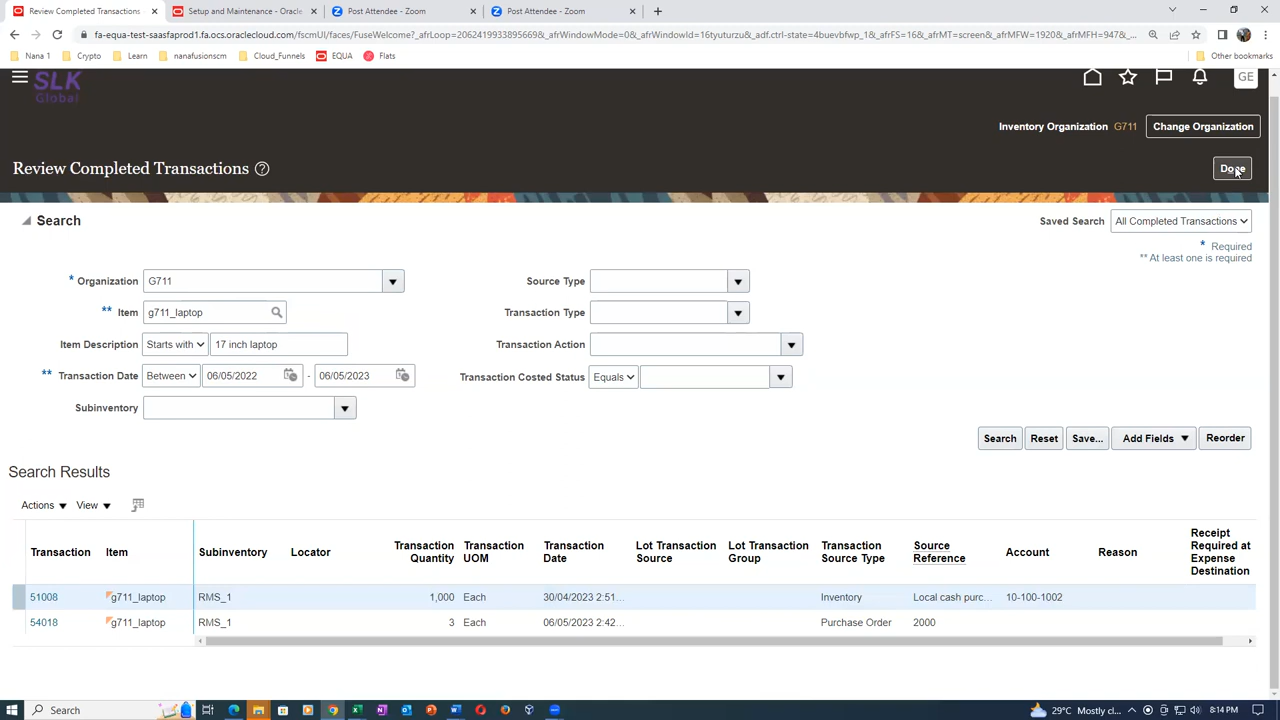 Review Completed Transactions
Setup and Maintenance - Oracle
Post Attendee - Zoom
Post Attendee - Zoom
fa-equa-test-saasfaprod1.fa.ocs.oraclecloud.com/fscmUI/faces/FuseWelcome?_afrLoop=20624199338956698&_afrWindowMode=0&_afrWindowId=16tyuturzu&_adf.ctrl-state=4buevbfwp_1&_afrFS=16&_afrMT=screen&_afrMFW=1920&_afrMFH=947&_...
Nana 1
Crypto
Learn
nanafusionscm
Cloud_Funnels
EQUA
Flats
Other bookmarks
SLK
Global
GE
Inventory Organization G711 Change Organization
Review Completed Transactions
Done
Search
Saved Search All Completed Transactions
* Required
** At least one is required
* Organization G711
Source Type
** Item g711_laptop
Transaction Type
Item Description Starts with 17 inch laptop
Transaction Action
** Transaction Date Between 06/05/2022 - 06/05/2023
Transaction Costed Status Equals
Subinventory
Search Reset Save... Add Fields Reorder
Search Results
Actions View
Transaction Item Subinventory Locator Transaction Quantity Transaction UOM Transaction Date Lot Transaction Source Lot Transaction Group Transaction Source Type Source Reference Account Reason Receipt Required at Expense Destination
51008 g711_laptop RMS_1 1,000 Each 30/04/2023 2:51... Inventory Local cash purc... 10-100-1002
54018 g711_laptop RMS_1 3 Each 06/05/2023 2:42... Purchase Order 2000
Search
29°C Mostly cl...
8:14 PM